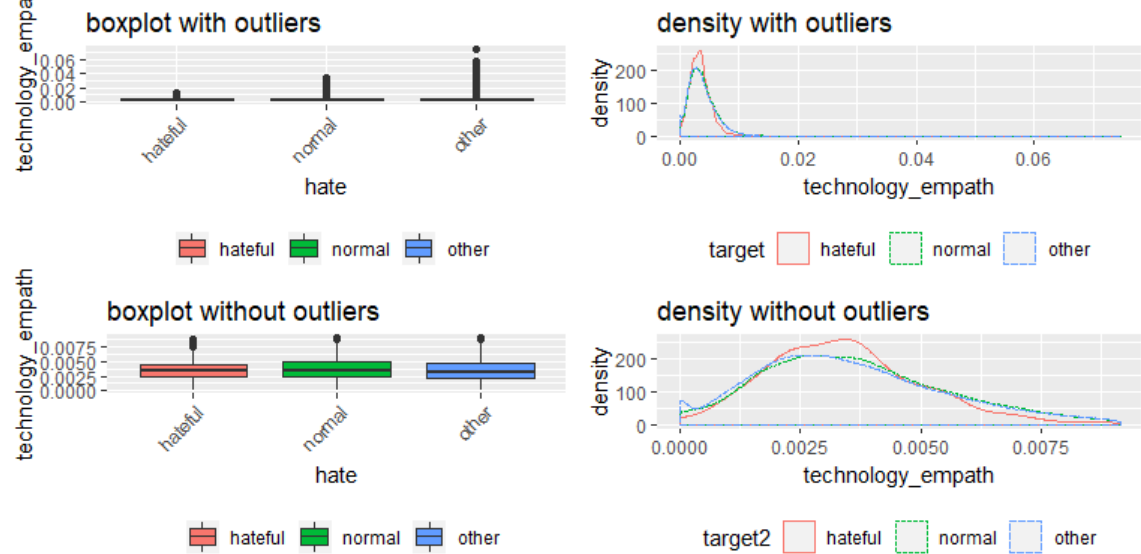 boxplot with outliers
technology_empath
0.06
0.04
0.02
0.00
hateful
normal
other
hate
hateful normal other
density with outliers
density
200
100
0
0.00 0.02 0.04 0.06
technology_empath
target hateful normal other
boxplot without outliers
technology_empath
0.0075
0.0050
0.0025
0.0000
hateful
normal
other
hate
hateful normal other
density without outliers
density
200
100
0
0.0000 0.0025 0.0050 0.0075
technology_empath
target2 hateful normal other